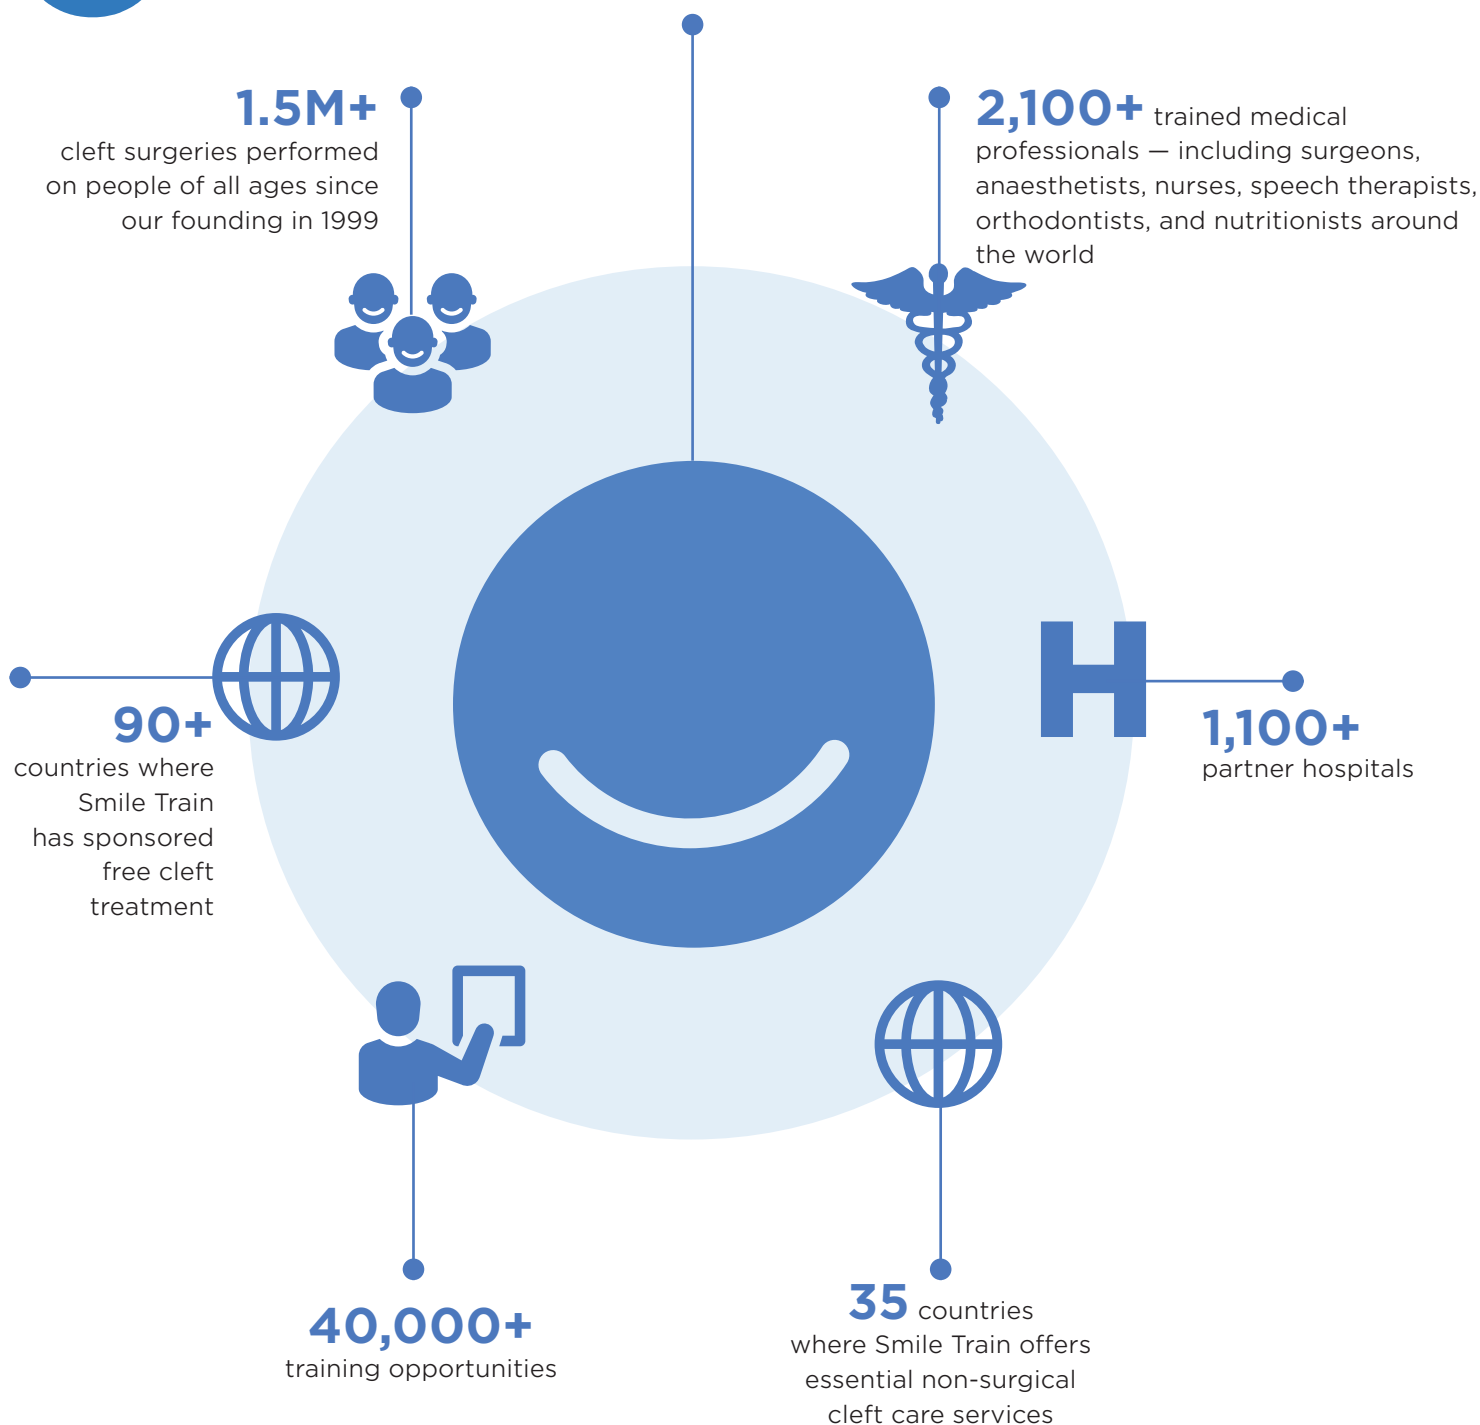 1.5M+
cleft surgeries performed
on people of all ages since
our founding in 1999
2,100+ trained medical
professionals — including surgeons,
anaesthetists, nurses, speech therapists,
orthodontists, and nutritionists around
the world
90+
countries where
Smile Train
has sponsored
free cleft
treatment
H
1,100+
partner hospitals
40,000+
training opportunities
35 countries
where Smile Train offers
essential non-surgical
cleft care services